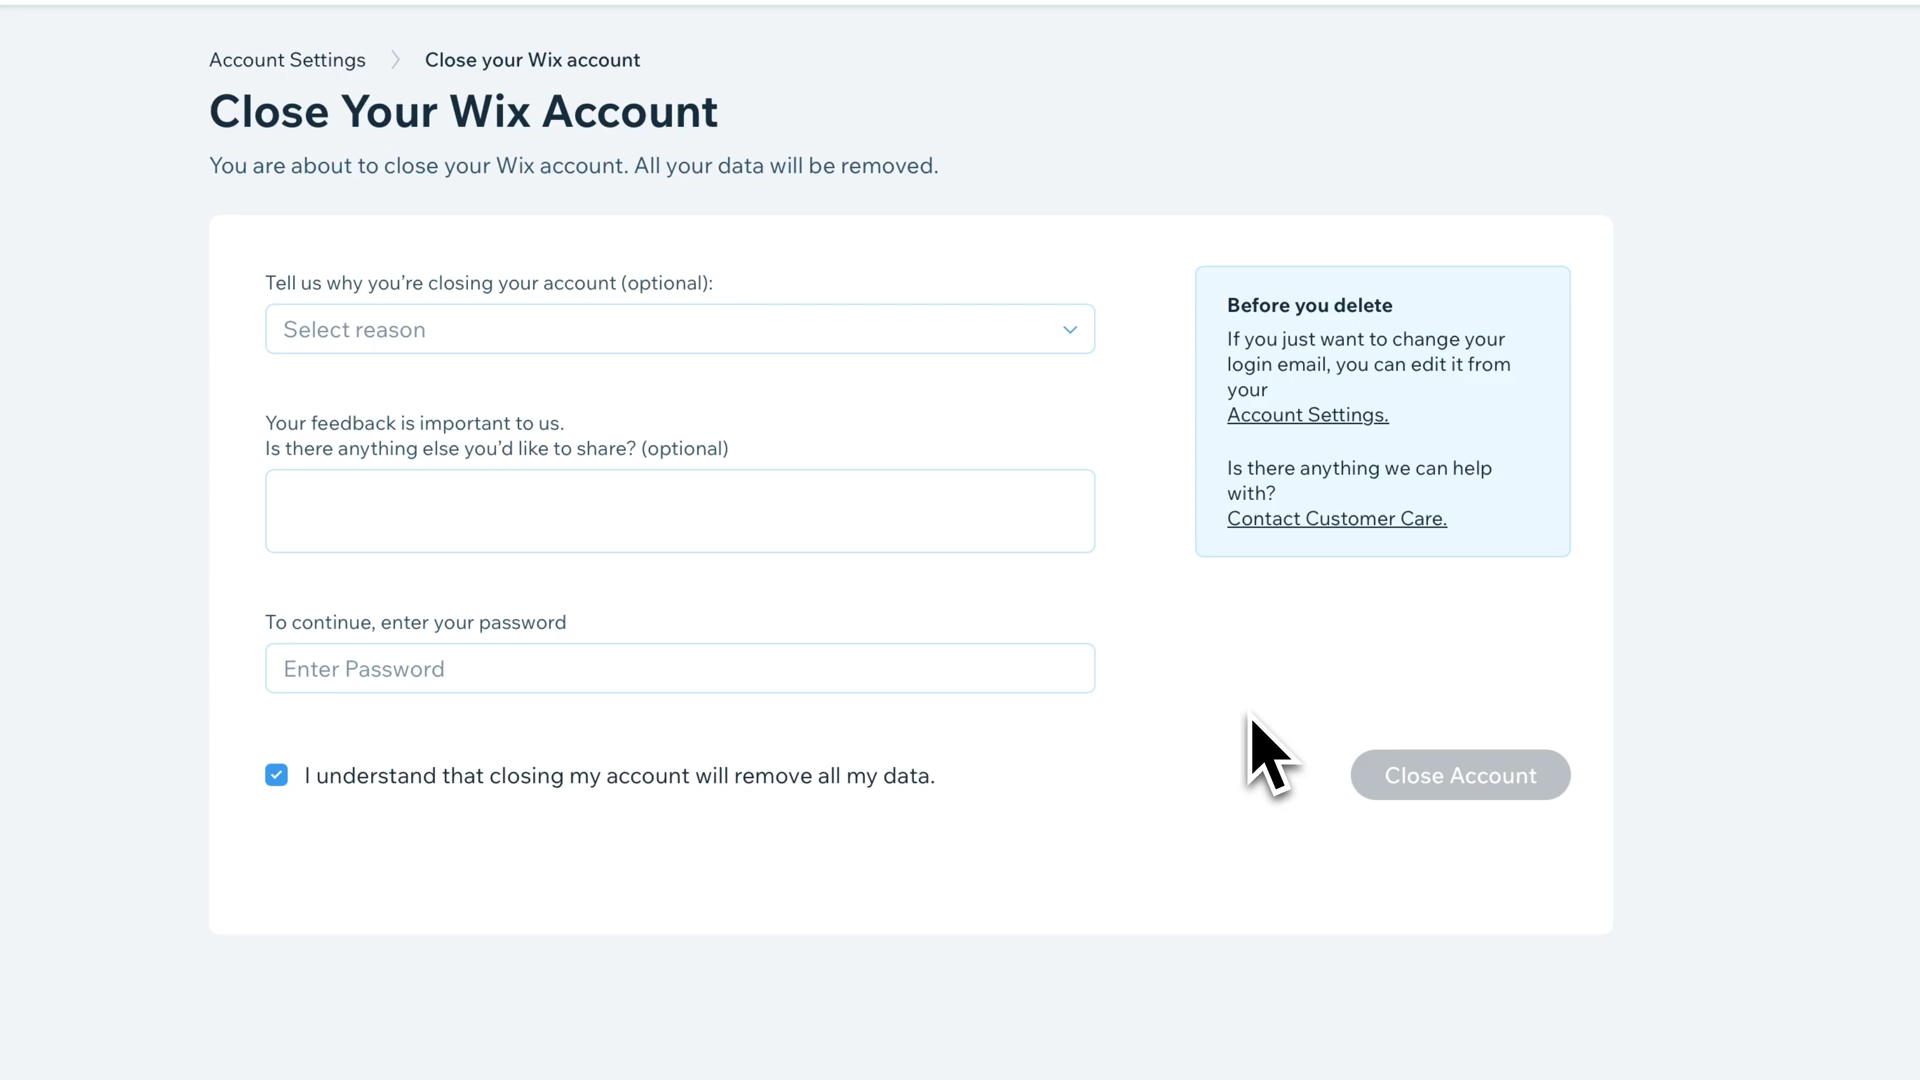 Account Settings > Close your Wix account
Close Your Wix Account
You are about to close your Wix account. All your data will be removed.
Tell us why you’re closing your account (optional):
Select reason
Your feedback is important to us.
Is there anything else you’d like to share? (optional)
To continue, enter your password
Enter Password
I understand that closing my account will remove all my data.
Before you delete
If you just want to change your
login email, you can edit it from
your
Account Settings.
Is there anything we can help
with?
Contact Customer Care.
Close Account